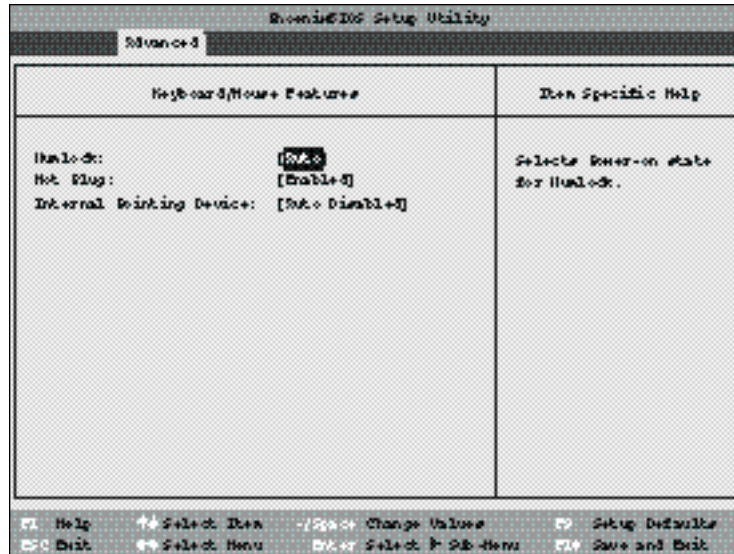 PhoenixBIOS Setup Utility
Advanced
Keyboard/Mouse Features
Item Specific Help
Numlock: [Auto]
Hot Plug: [Enabled]
Internal Pointing Device: [Auto Disabled]
Selects Power-on state
for Numlock.
F1 Help ↑↓ Select Item -/Space Change Values F9 Setup Defaults
ESC Exit ←→ Select Menu Enter Select ▶ Sub-Menu F10 Save and Exit